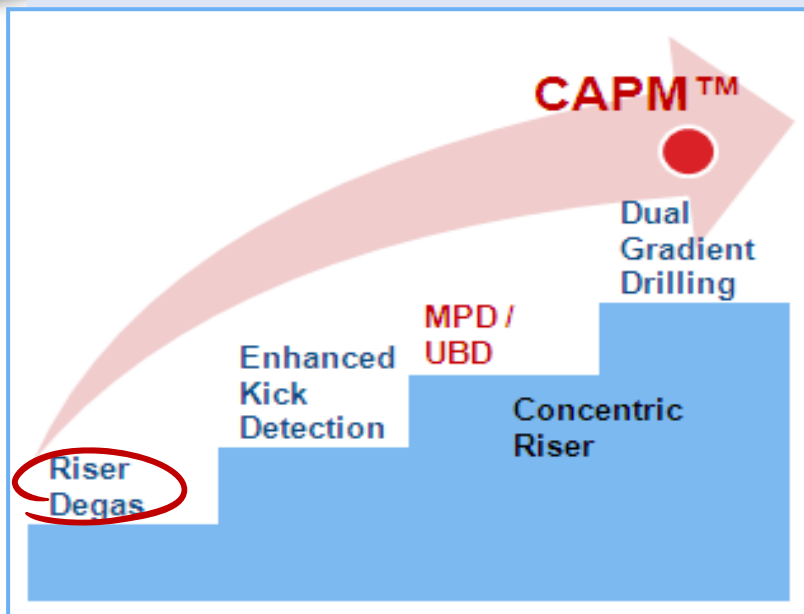 CAPM™
Dual
Gradient
Drilling
MPD /
UBD
Enhanced
Kick
Detection
Concentric
Riser
Riser
Degas